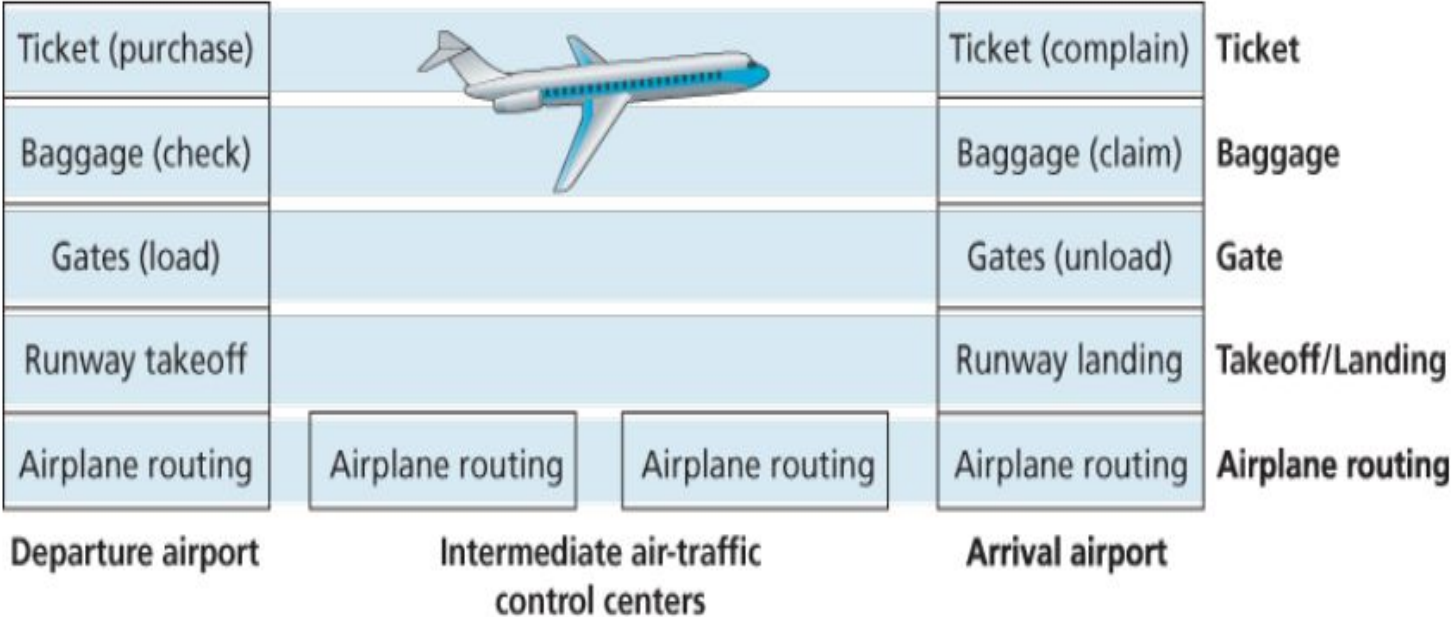 Ticket (purchase)
Ticket (complain)
Ticket
Baggage (check)
Baggage (claim)
Baggage
Gates (load)
Gates (unload)
Gate
Runway takeoff
Runway landing
Takeoff/Landing
Airplane routing
Airplane routing
Airplane routing
Airplane routing
Airplane routing
Departure airport
Intermediate air-traffic
control centers
Arrival airport